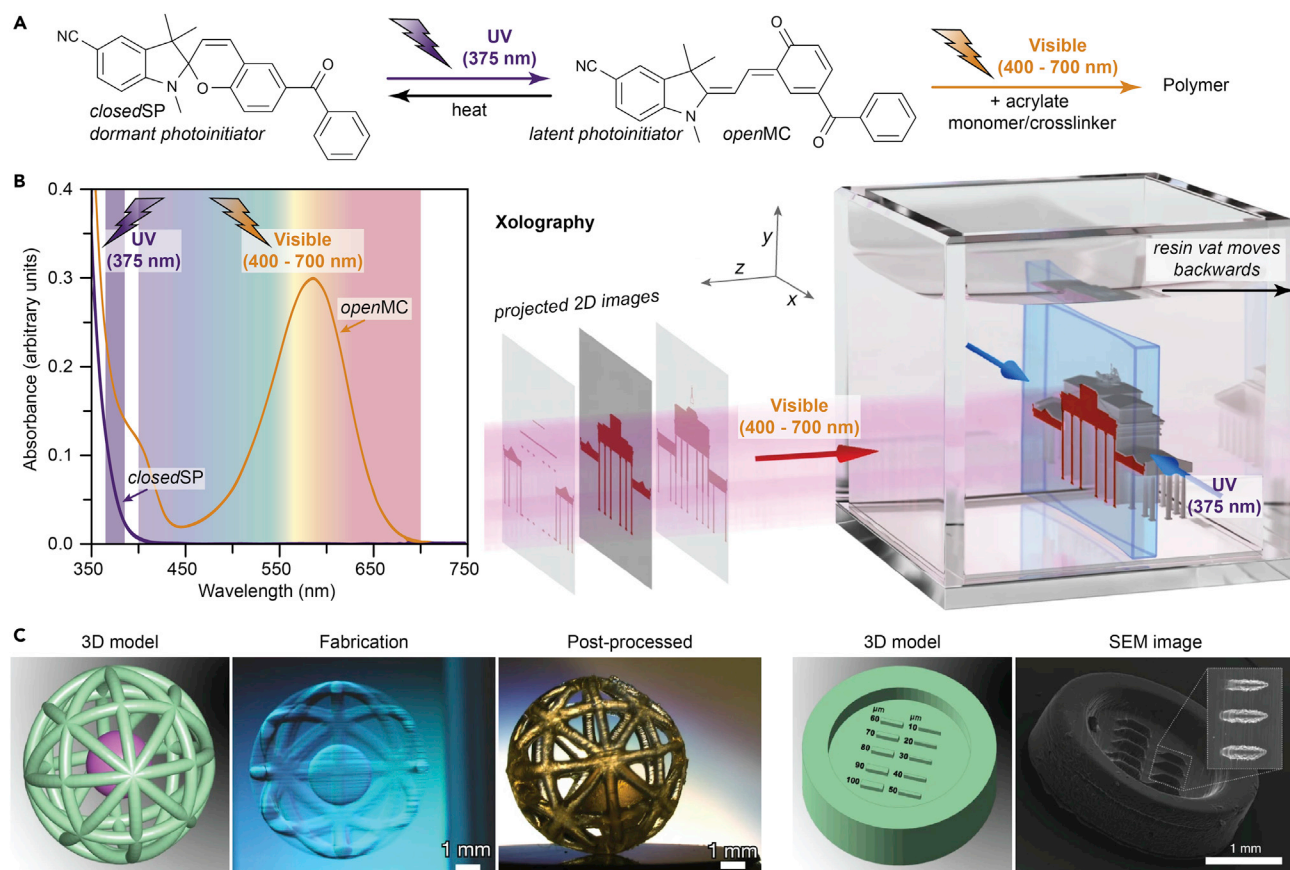 A
NC
N
O
O
closedSP
dormant photoinitiator
UV
(375 nm)
heat
NC
N
O
O
latent photoinitiator
openMC
Visible
(400 - 700 nm)
+ acrylate
monomer/crosslinker
Polymer
B
Absorbance (arbitrary units)
0.4
0.3
0.2
0.1
0.0
350
450
550
650
750
Wavelength (nm)
UV
(375 nm)
Visible
(400 - 700 nm)
openMC
closedSP
Xolography
y
z
x
projected 2D images
Visible
(400 - 700 nm)
resin vat moves
backwards
UV
(375 nm)
C
3D model
Fabrication
1 mm
Post-processed
1 mm
3D model
µm µm
60 10
70 20
80 30
90 40
100 50
SEM image
1 mm